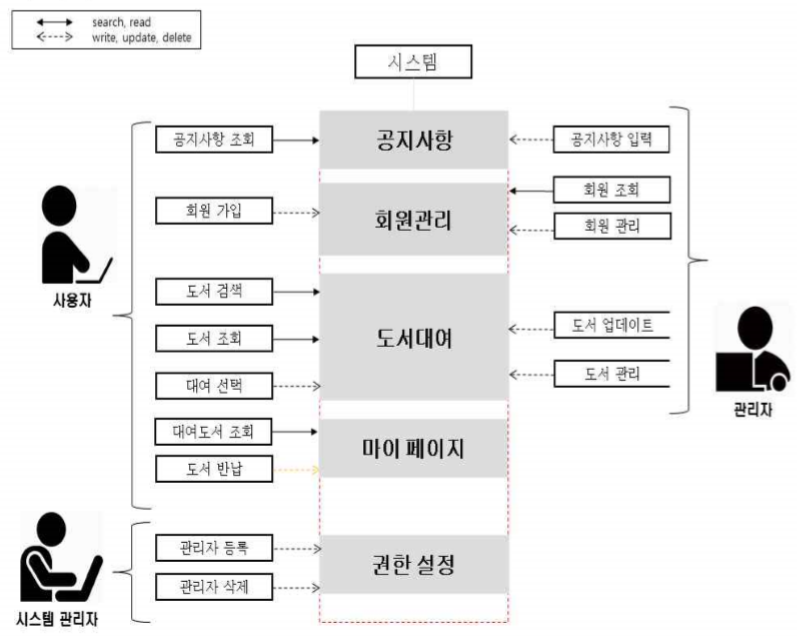 search, read
write, update, delete
시스템
공지사항 조회
공지사항
공지사항 입력
회원 가입
회원관리
회원 조회
회원 관리
사용자
도서 검색
도서 조회
대여 선택
도서대여
도서 업데이트
도서 관리
관리자
대여도서 조회
도서 반납
마이 페이지
시스템 관리자
관리자 등록
관리자 삭제
권한 설정